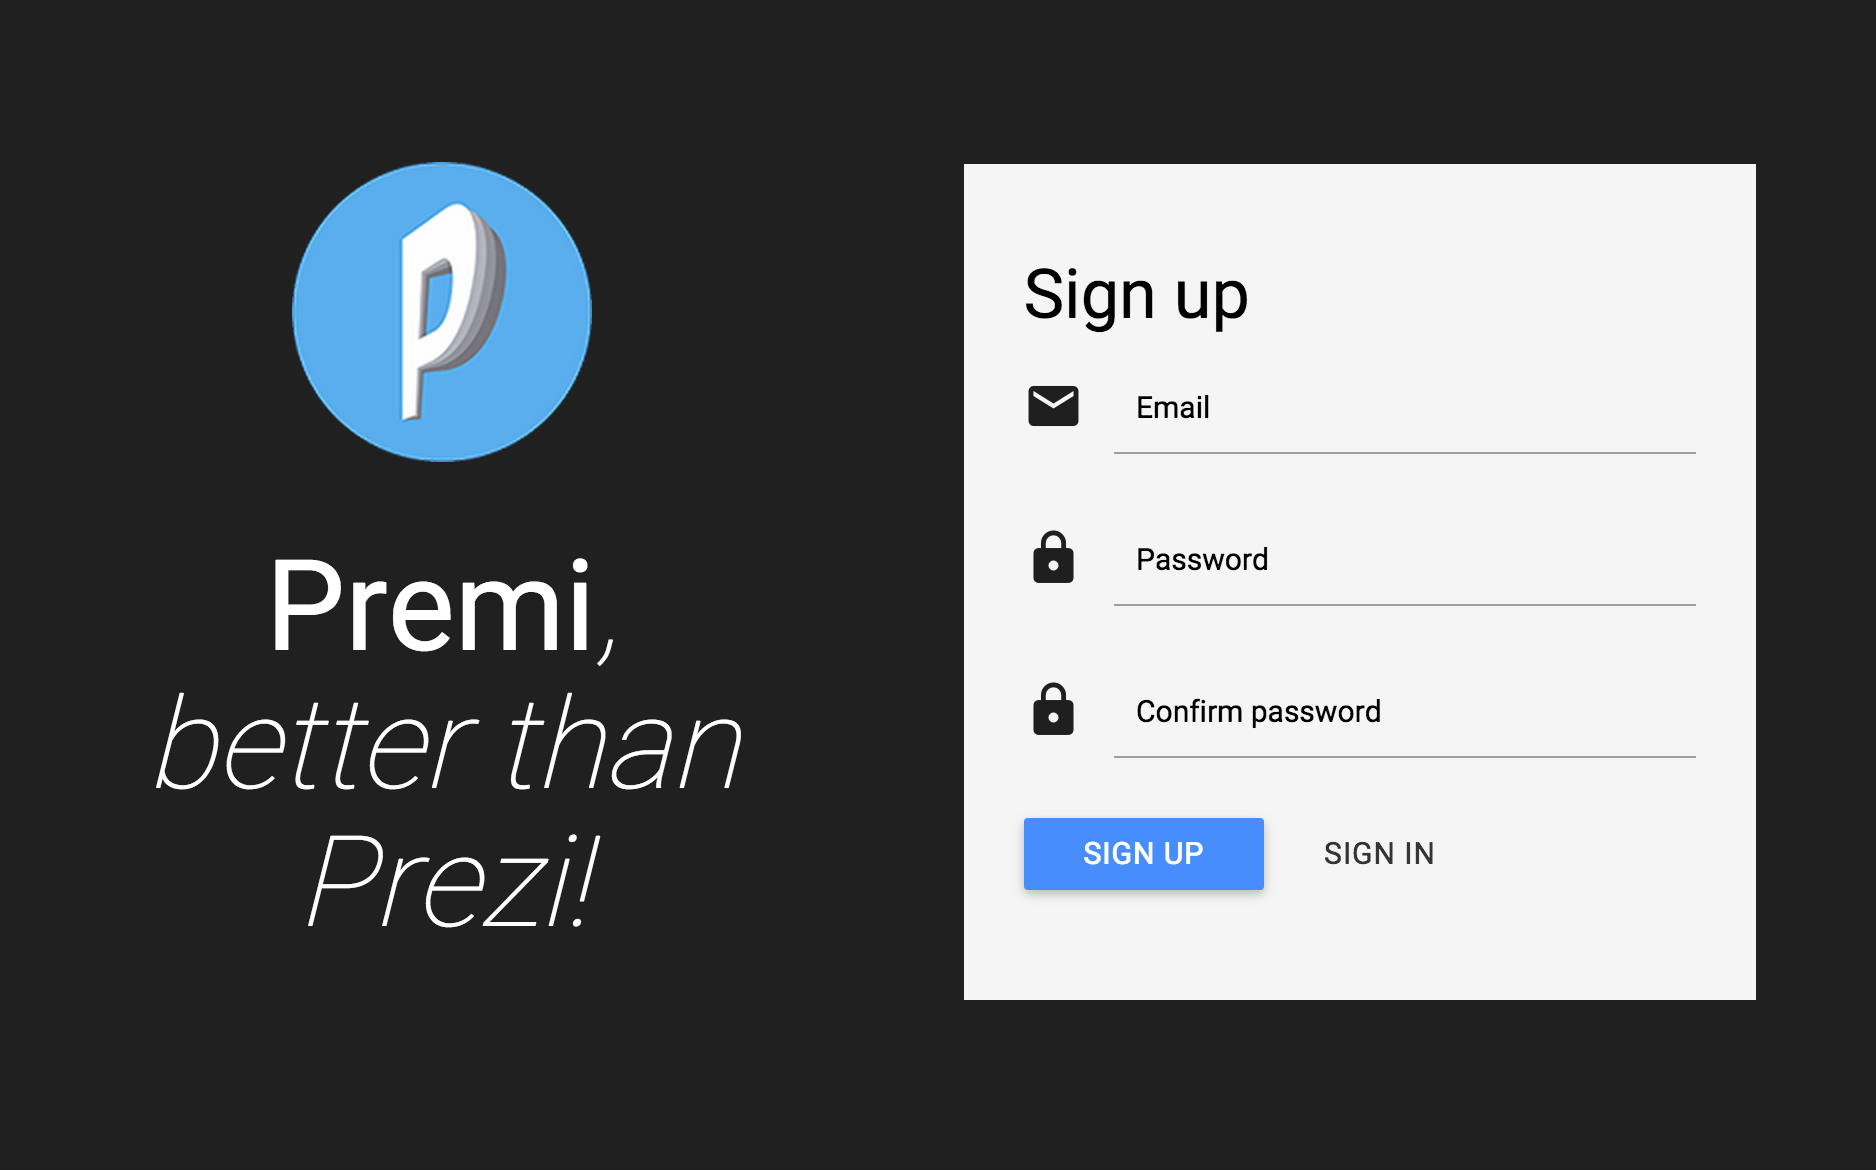 P
Premi,
better than
Prezi!
Sign up
Email
Password
Confirm password
SIGN UP
SIGN IN